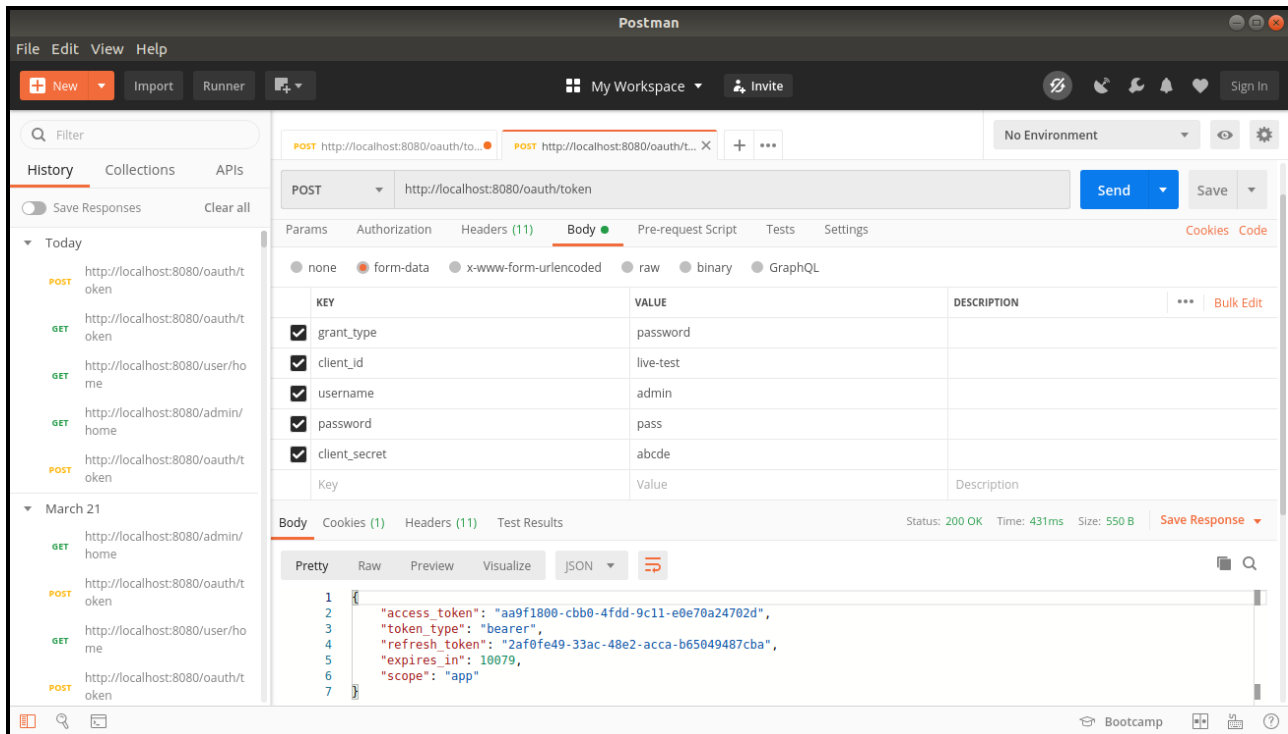 Postman
File Edit View Help
New Import Runner My Workspace Invite Sign In
Filter
History Collections APIs
Save Responses Clear all
Today
POST http://localhost:8080/oauth/t
oken
GET http://localhost:8080/oauth/t
oken
GET http://localhost:8080/user/ho
me
GET http://localhost:8080/admin/
home
POST http://localhost:8080/oauth/t
oken
March 21
GET http://localhost:8080/admin/
home
POST http://localhost:8080/oauth/t
oken
GET http://localhost:8080/user/ho
me
POST http://localhost:8080/oauth/t
oken
POST http://localhost:8080/oauth/to... POST http://localhost:8080/oauth/t... No Environment
POST http://localhost:8080/oauth/token Send Save
Params Authorization Headers (11) Body Pre-request Script Tests Settings Cookies Code
none form-data x-www-form-urlencoded raw binary GraphQL
KEY VALUE DESCRIPTION Bulk Edit
grant_type password
client_id live-test
username admin
password pass
client_secret abcde
Key Value Description
Body Cookies (1) Headers (11) Test Results Status: 200 OK Time: 431ms Size: 550 B Save Response
Pretty Raw Preview Visualize JSON
1 {
2 "access_token": "aa9f1800-cbb0-4fdd-9c11-e0e70a24702d",
3 "token_type": "bearer",
4 "refresh_token": "2af0fe49-33ac-48e2-acca-b65049487cba",
5 "expires_in": 10079,
6 "scope": "app"
7 }
Bootcamp